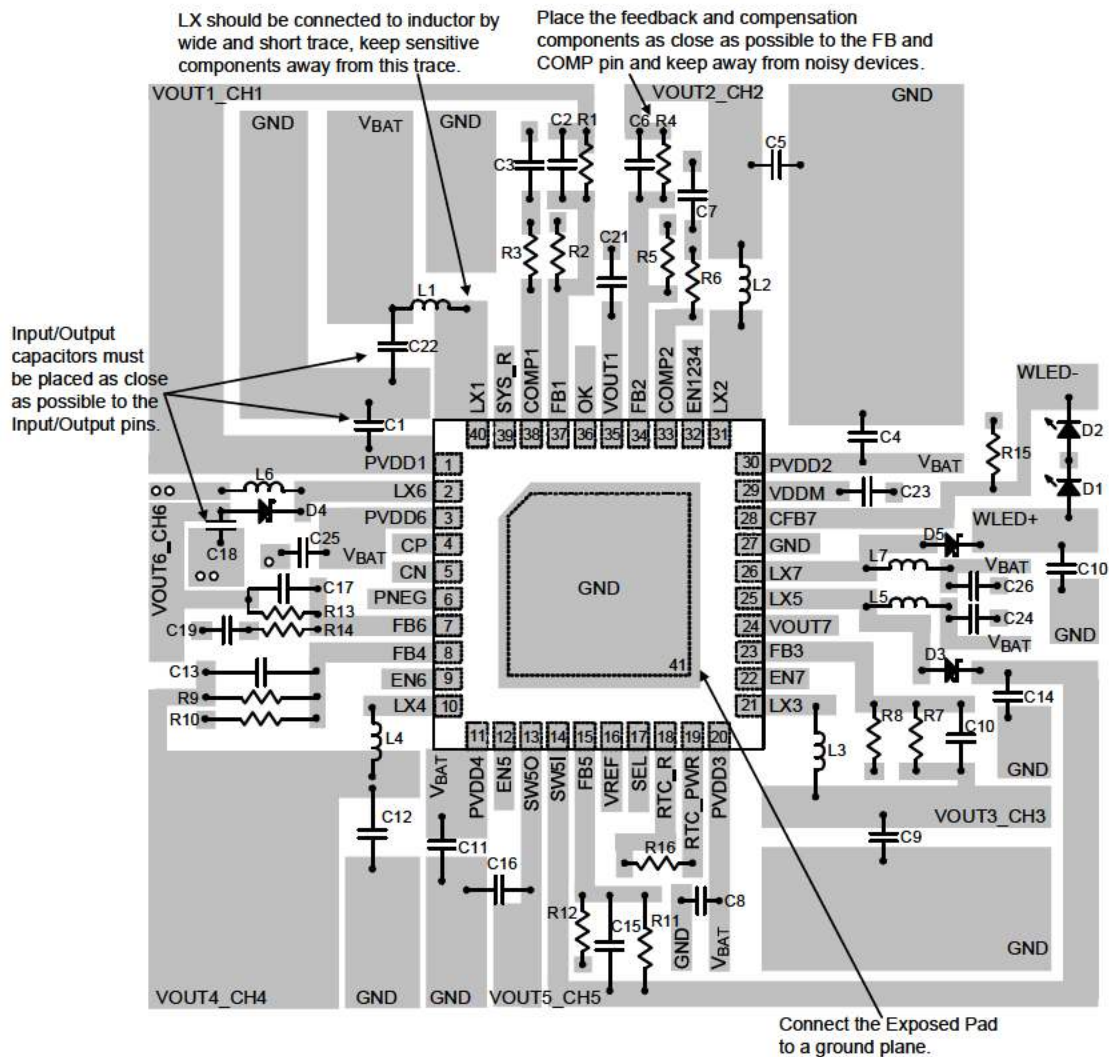 LX should be connected to inductor by
wide and short trace, keep sensitive
components away from this trace.
Place the feedback and compensation
components as close as possible to the FB and
COMP pin and keep away from noisy devices.
VOUT1_CH1
VOUT2_CH2
GND
GND
VBAT
GND
C2 R1
C6 R4
C3
C5
C7
R3
R2
C21
R5
R6
L2
L1
Input/Output
capacitors must
be placed as close
as possible to the
Input/Output pins.
C22
C1
LX1
SYS_R
COMP1
FB1
OK
VOUT1
FB2
COMP2
EN1234
LX2
WLED-
C4
R15
D2
D1
40 39 38 37 36 35 34 33 32 31
PVDD1 1
LX6 2
PVDD6 3
CP 4
CN 5
PNEG 6
FB6 7
FB4 8
EN6 9
LX4 10
30 PVDD2
29 VDDM
28 CFB7
27 GND
26 LX7
25 LX5
24 VOUT7
23 FB3
22 EN7
21 LX3
VBAT
C23
WLED+
D5
L7
VBAT
C26
C10
L5
C24
VBAT
GND
D3
C14
L6
D4
C18
C25
VBAT
VOUT6_CH6
C17
R13
C19
R14
C13
R9
R10
GND
41
L4
L3
R8
R7
C10
GND
11 12 13 14 15 16 17 18 19 20
VBAT
PVDD4
EN5
SW5O
SW5I
FB5
VREF
SEL
RTC_R
RTC_PWR
PVDD3
VOUT3_CH3
C12
C11
C16
R16
C9
R12
C15
R11
C8
GND
VBAT
GND
VOUT4_CH4
GND
GND
VOUT5_CH5
Connect the Exposed Pad
to a ground plane.